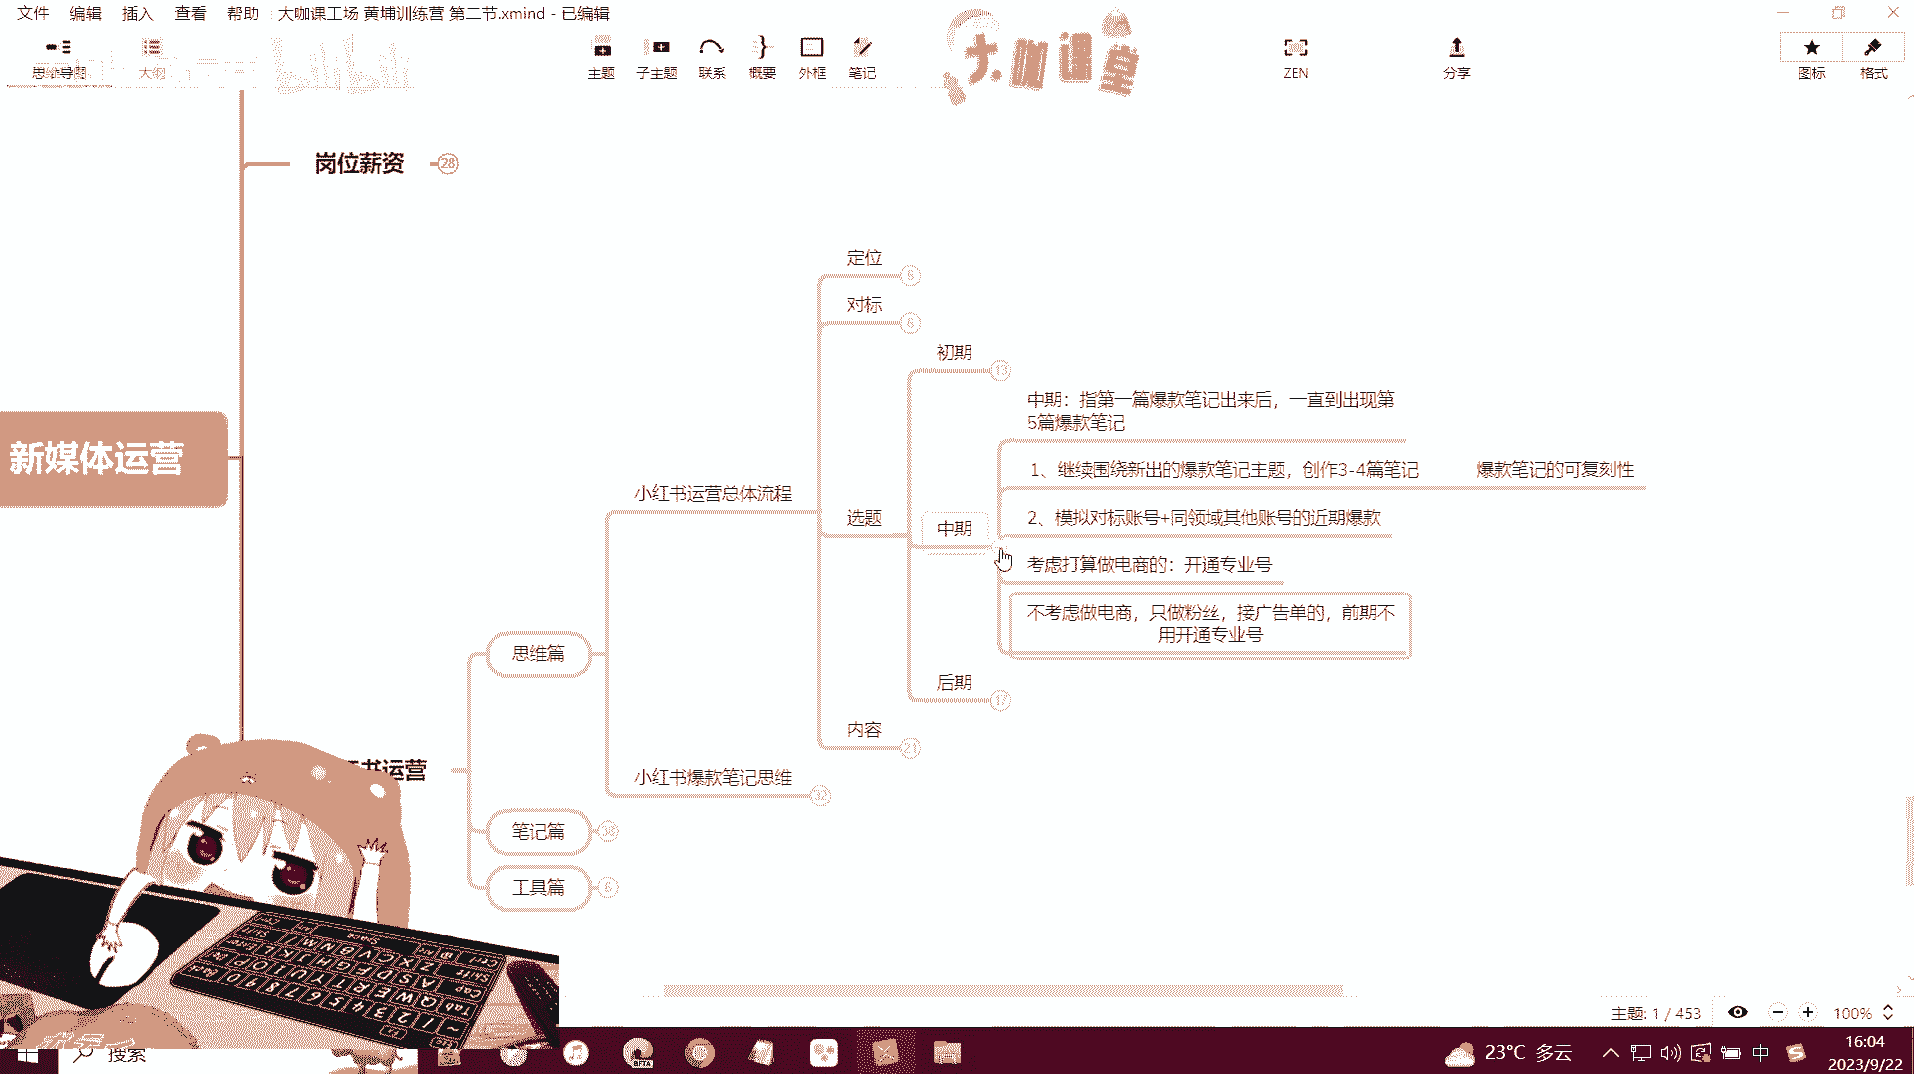 文件 编辑 插入 查看 帮助 大咖课工场 黄埔训练营 第二节.xmind - 已编辑
思维导图 大纲 主题 子主题 联系 概要 外框 笔记 ZEN 分享 图标 格式
大咖课堂
bilibili
岗位薪资 28
定位 6
对标 6
初期 13
中期：指第一篇爆款笔记出来后，一直到出现第
5篇爆款笔记
1、继续围绕新出的爆款笔记主题，创作3-4篇笔记 爆款笔记的可复刻性
新媒体运营
小红书运营总体流程
选题
中期
2、模拟对标账号+同领域其他账号的近期爆款
考虑打算做电商的：开通专业号
不考虑做电商，只做粉丝，接广告单的，前期不
用开通专业号
思维篇
后期 17
内容 21
书运营
小红书爆款笔记思维 32
笔记篇 38
工具篇 6
主题: 1 / 453 100%
搜索
BETA
23°C 多云 中
16:04
2023/9/22